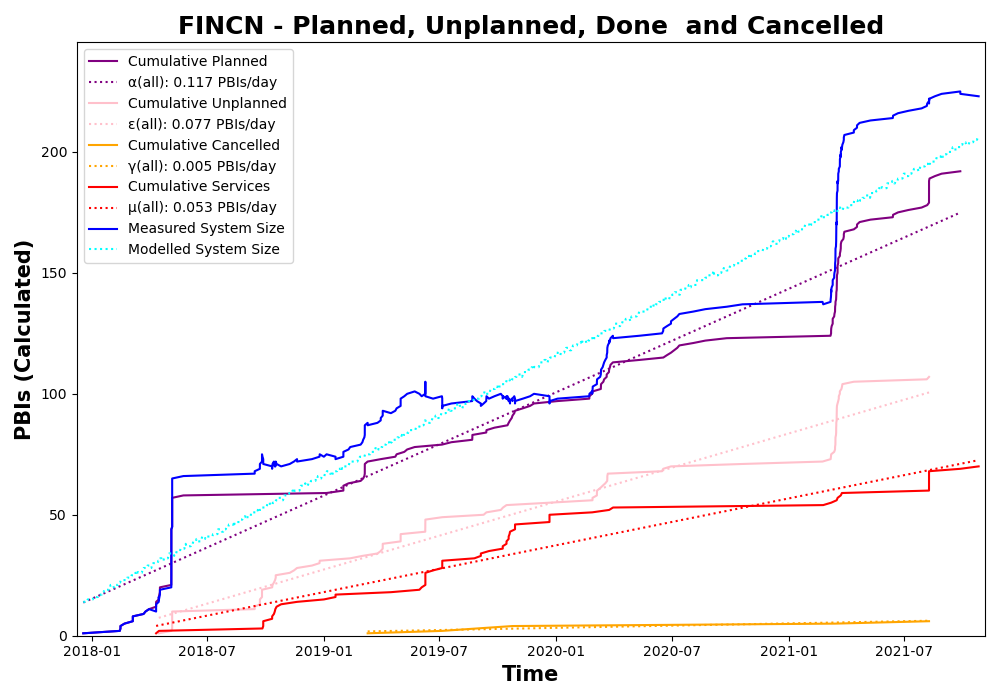 FINCN - Planned, Unplanned, Done  and Cancelled
Cumulative Planned
α(all): 0.117 PBIs/day
Cumulative Unplanned
ε(all): 0.077 PBIs/day
Cumulative Cancelled
γ(all): 0.005 PBIs/day
Cumulative Services
μ(all): 0.053 PBIs/day
Measured System Size
Modelled System Size
PBIs (Calculated)
200
150
100
50
0
2018-01
2018-07
2019-01
2019-07
2020-01
2020-07
2021-01
2021-07
Time